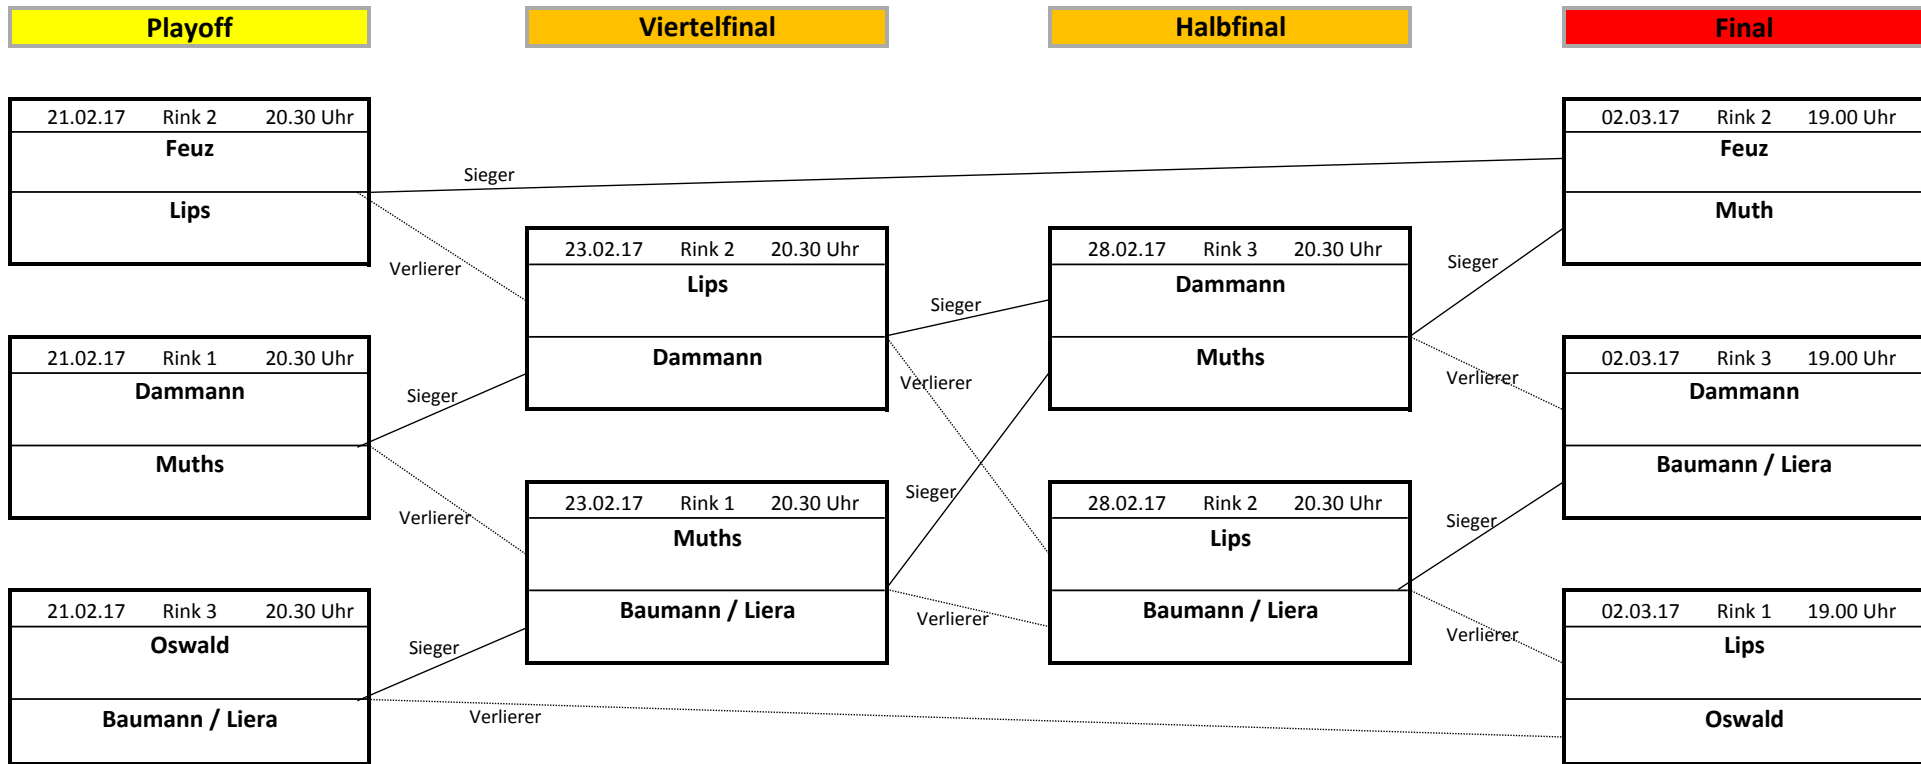 Playoff
Viertelfinal
Halbfinal
Final
21.02.17 Rink 2 20.30 Uhr
Feuz
Lips
21.02.17 Rink 1 20.30 Uhr
Dammann
Muths
21.02.17 Rink 3 20.30 Uhr
Oswald
Baumann / Liera
Sieger
Verlierer
Sieger
Verlierer
Sieger
Verlierer
23.02.17 Rink 2 20.30 Uhr
Lips
Dammann
23.02.17 Rink 1 20.30 Uhr
Muths
Baumann / Liera
Sieger
Verlierer
Sieger
Verlierer
28.02.17 Rink 3 20.30 Uhr
Dammann
Muths
28.02.17 Rink 2 20.30 Uhr
Lips
Baumann / Liera
Sieger
Verlierer
Sieger
Verlierer
02.03.17 Rink 2 19.00 Uhr
Feuz
Muth
02.03.17 Rink 3 19.00 Uhr
Dammann
Baumann / Liera
02.03.17 Rink 1 19.00 Uhr
Lips
Oswald